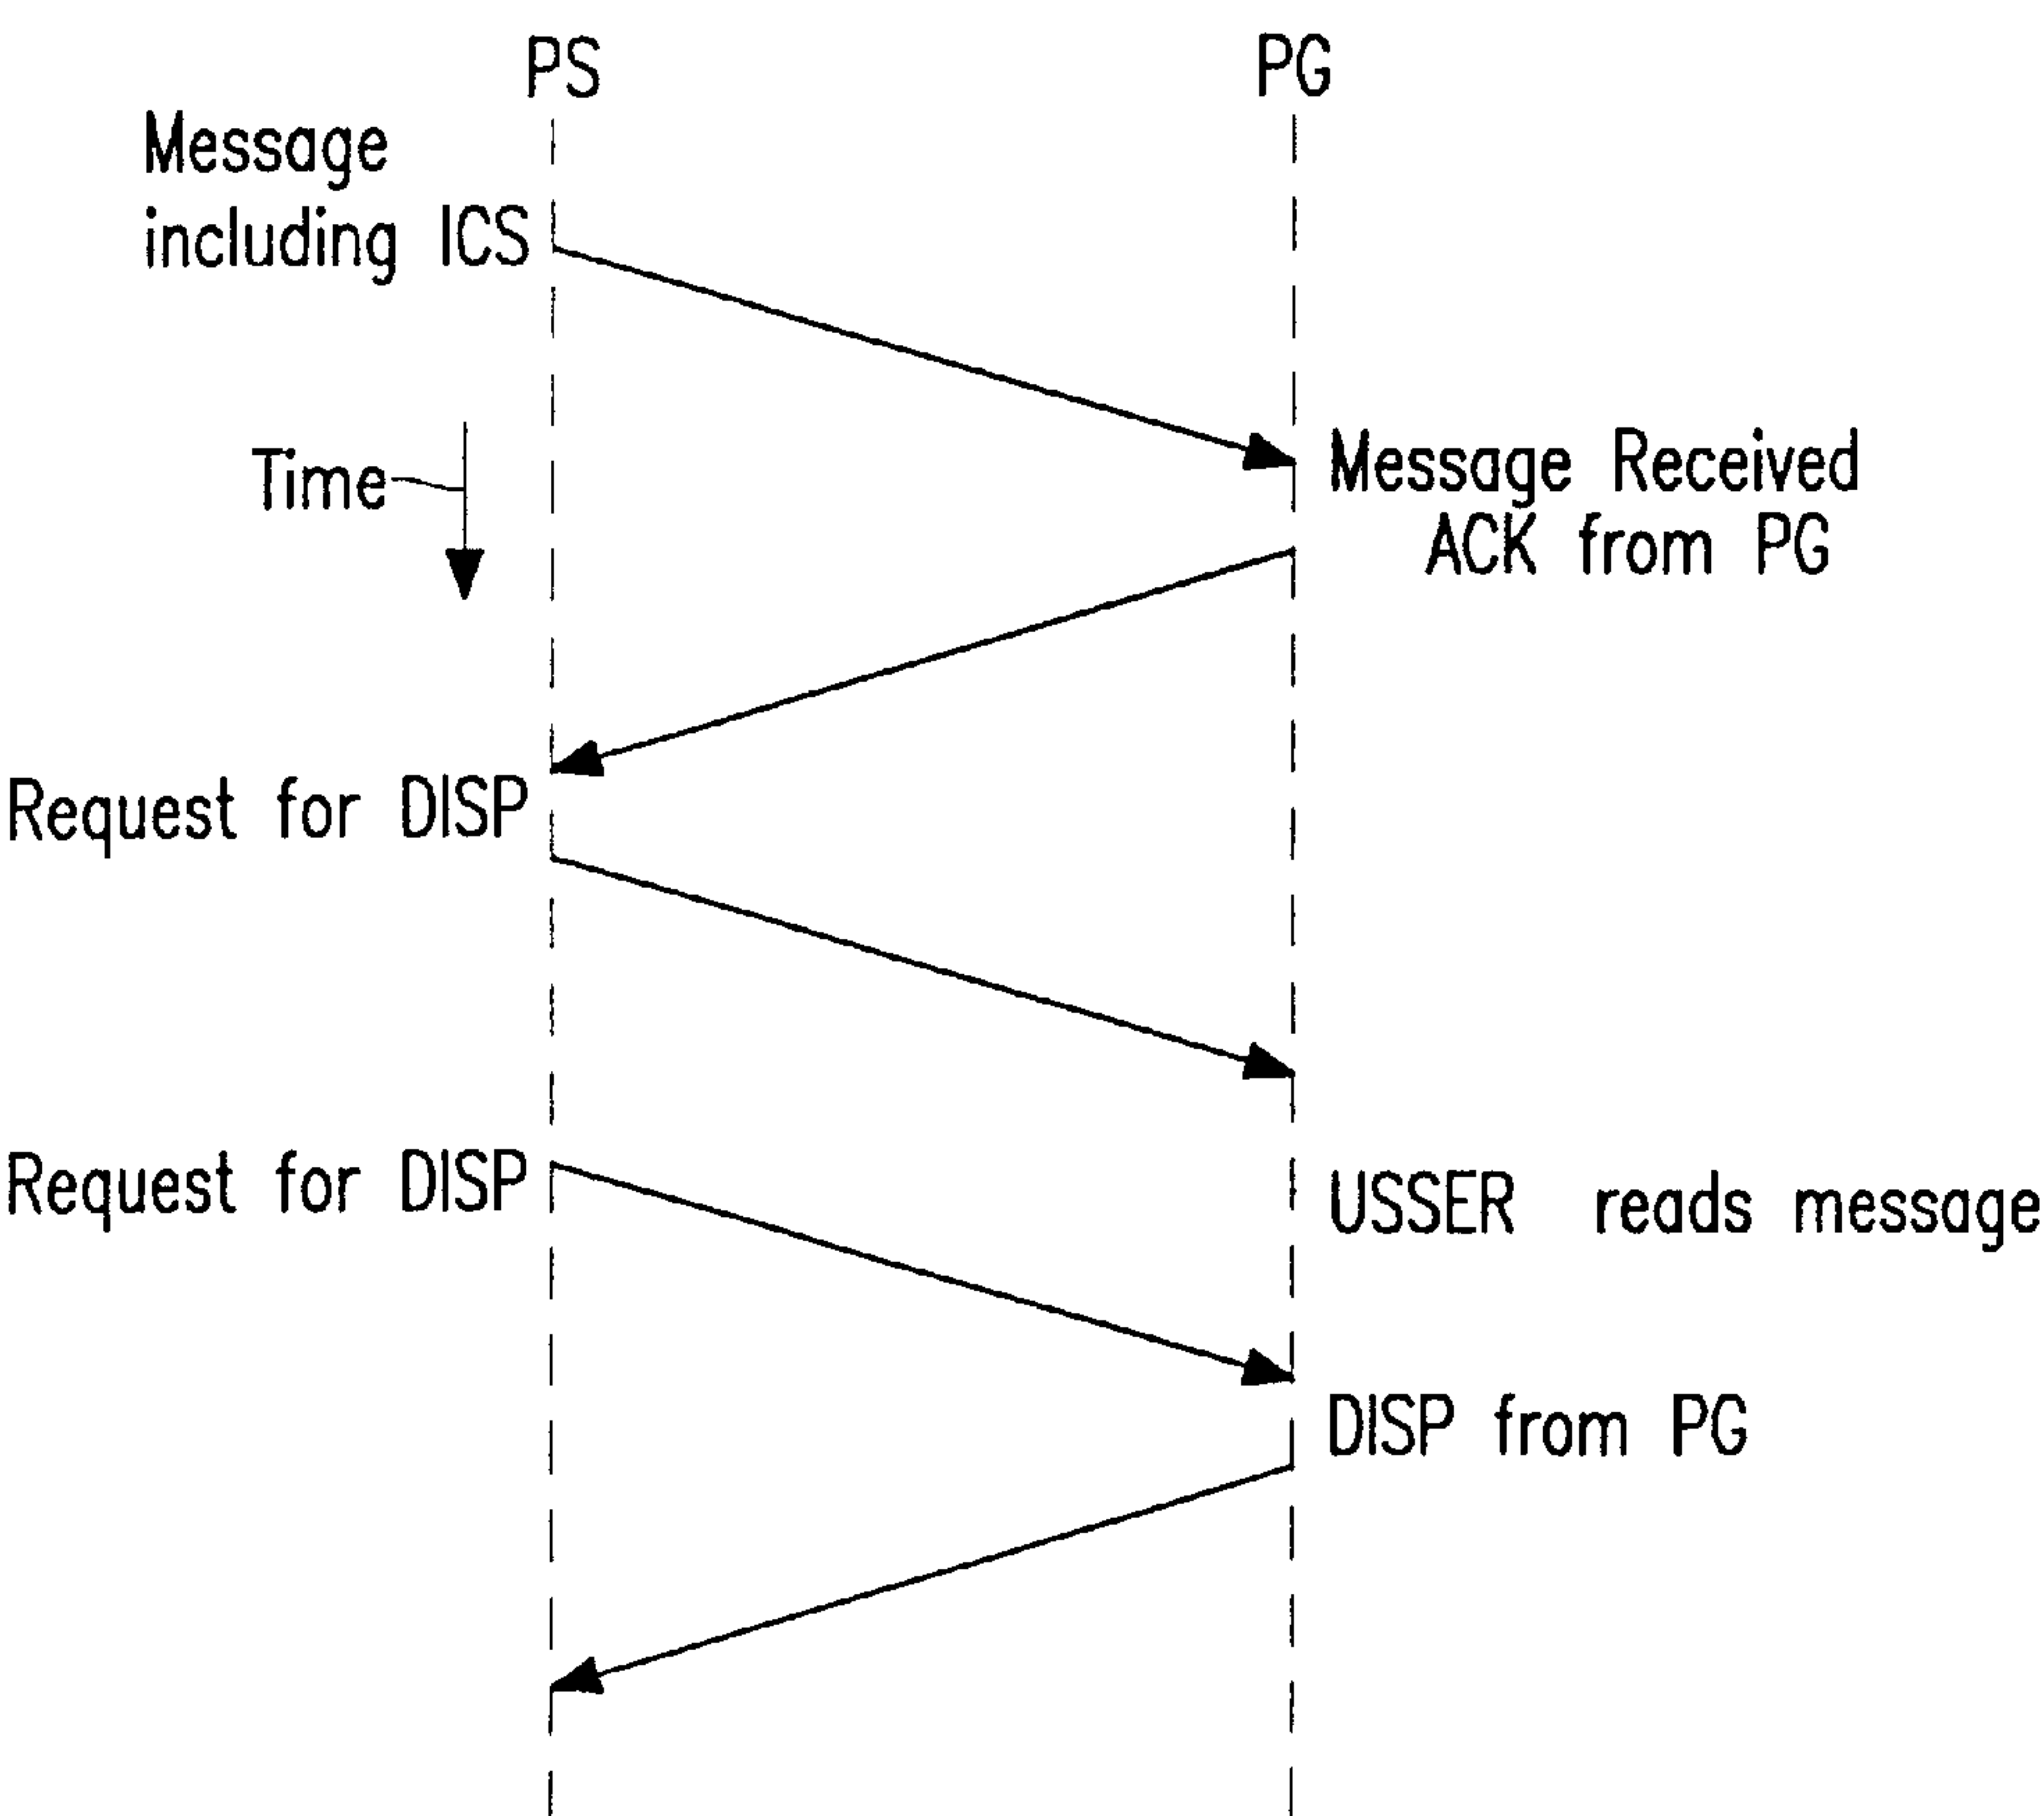 PS
PG
Message
including ICS
Time
Message Received
ACK from PG
Request for DISP
Request for DISP
USSER reads message
DISP from PG